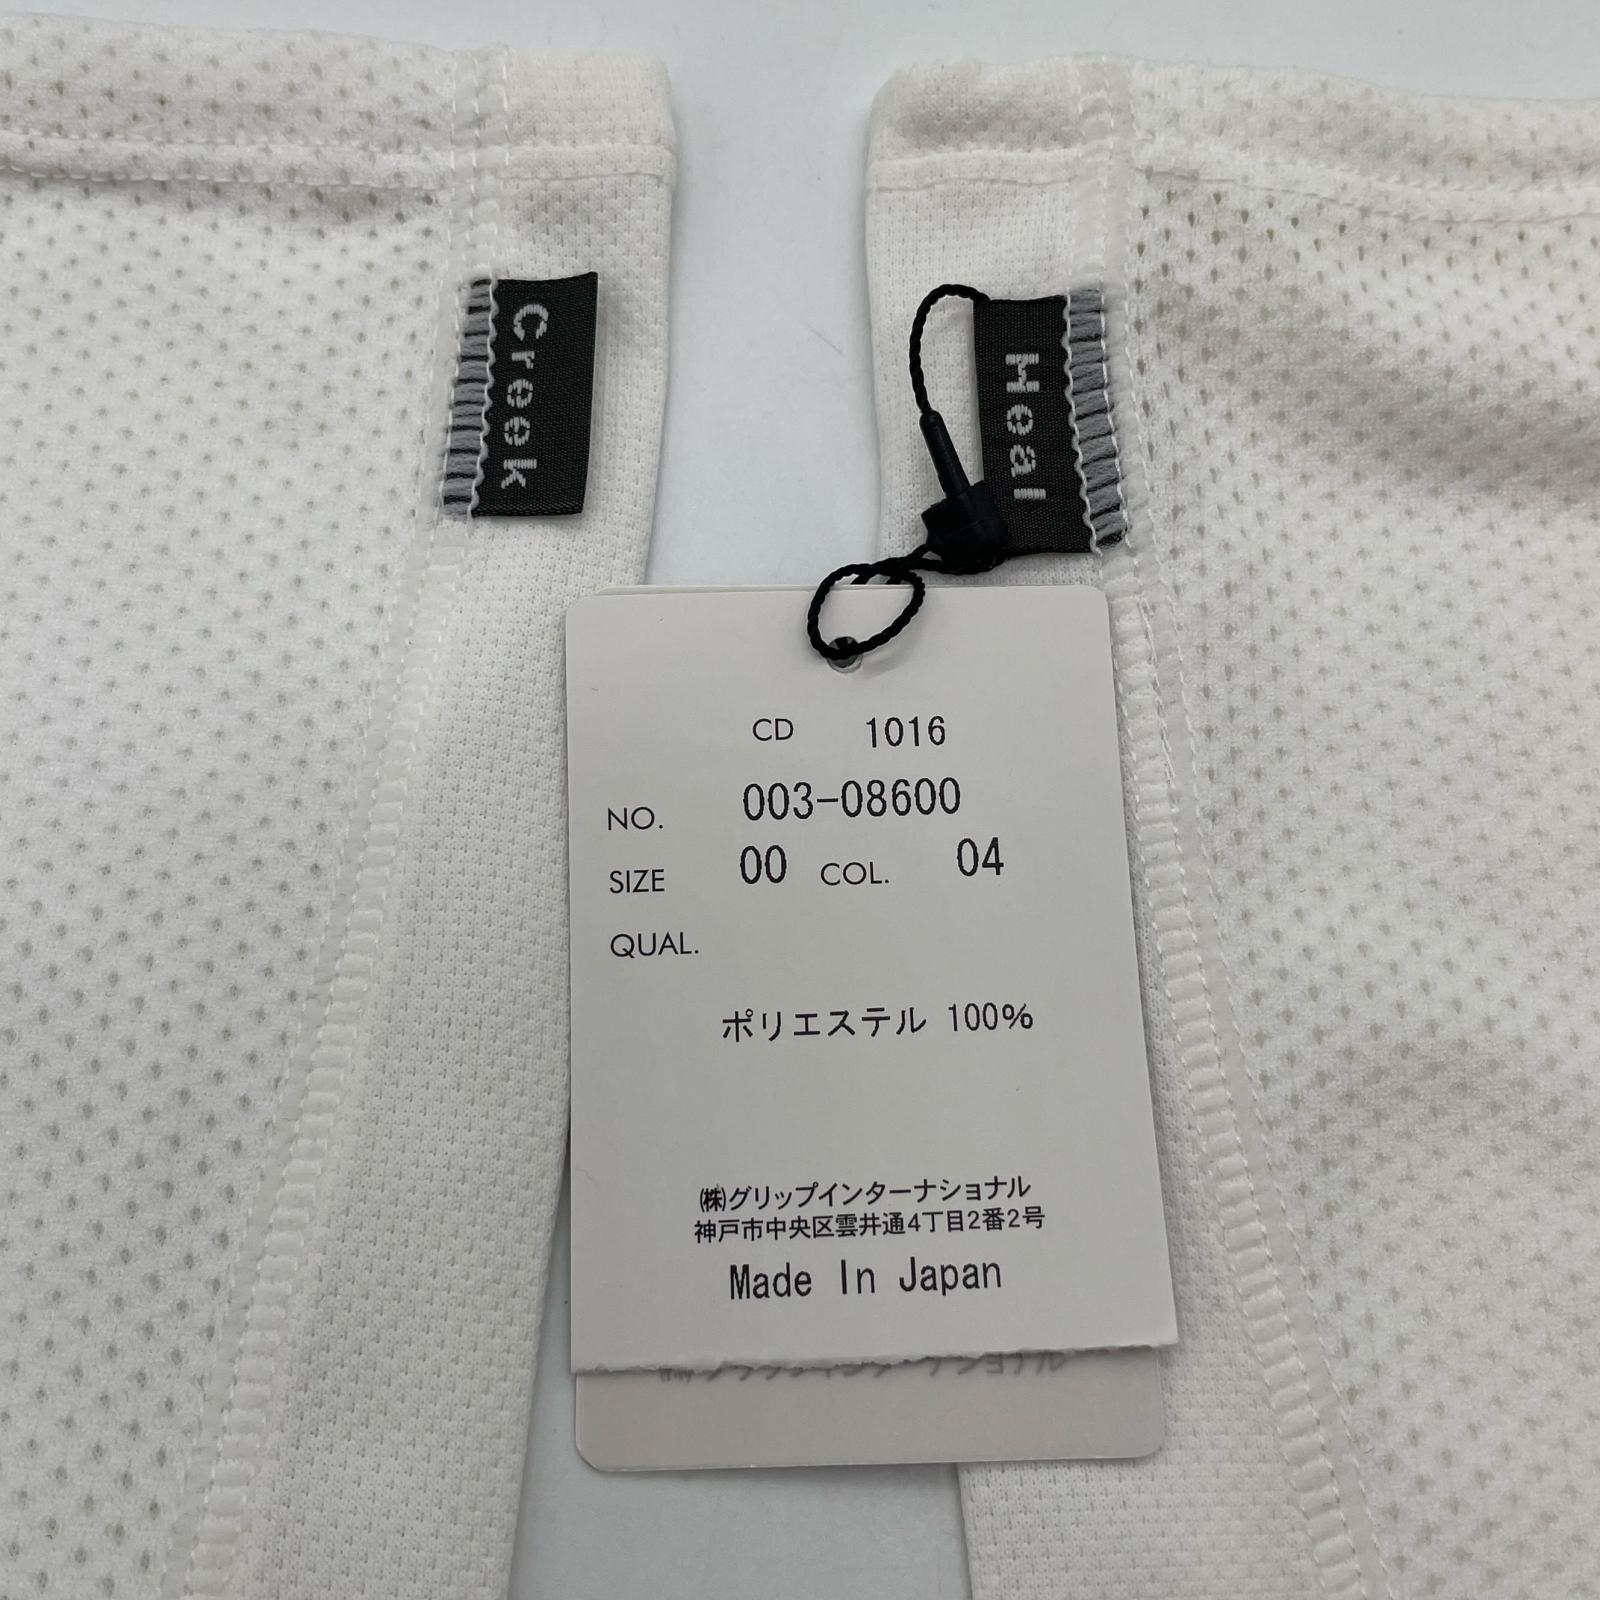 Crook
Hoal
CD 1016
NO. 003-08600
SIZE 00 COL. 04
QUAL.
ポリエステル 100%
㈱グリップインターナショナル
神戸市中央区雲井通4丁目2番2号
Made In Japan